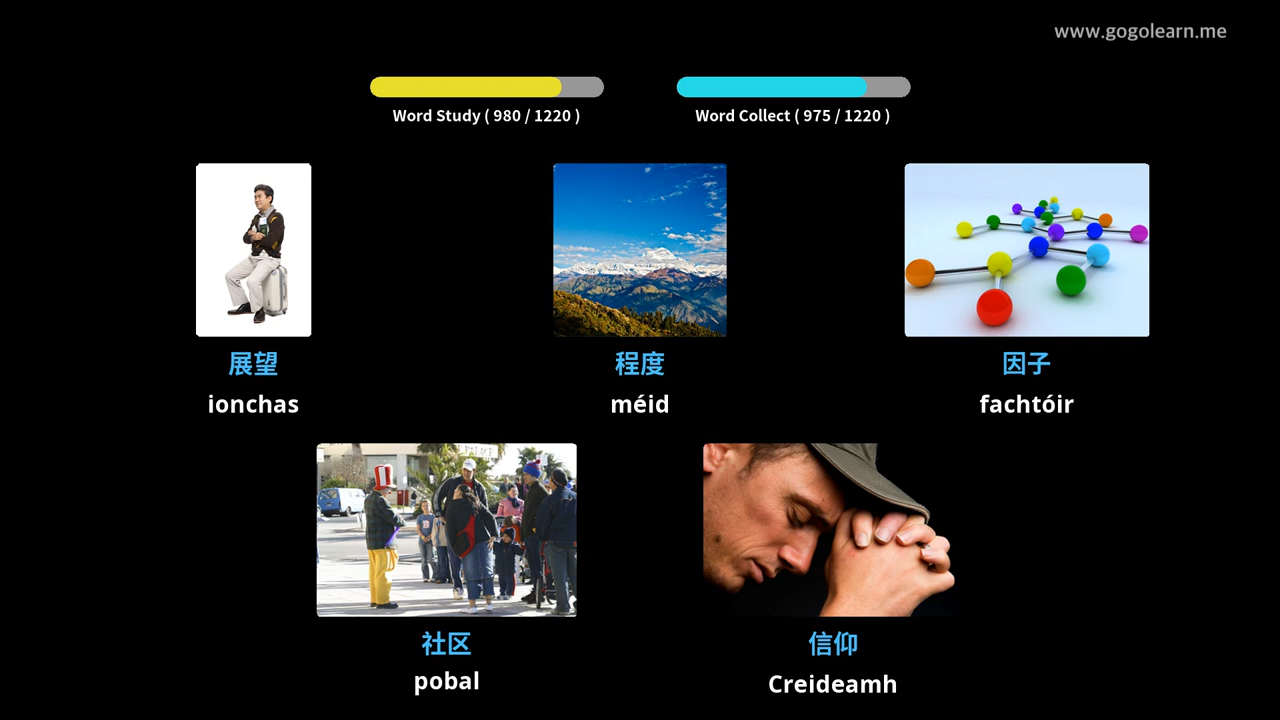 www.gogolearn.me
Word Study ( 980 / 1220 )
Word Collect ( 975 / 1220 )
展望
程度
因子
ionchas
méid
fachtóir
社区
信仰
pobal
Creideamh